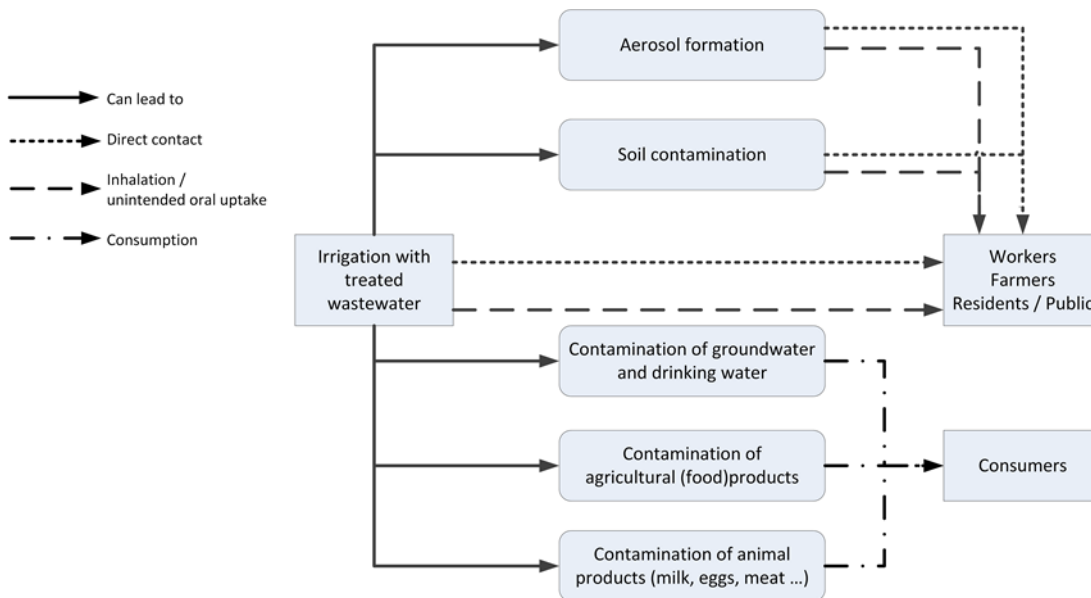 Can lead to
Direct contact
Inhalation /
unintended oral uptake
Consumption
Irrigation with
treated
wastewater
Aerosol formation
Soil contamination
Workers
Farmers
Residents / Public
Contamination of groundwater
and drinking water
Contamination of
agricultural (food)products
Contamination of animal
products (milk, eggs, meat ...)
Consumers